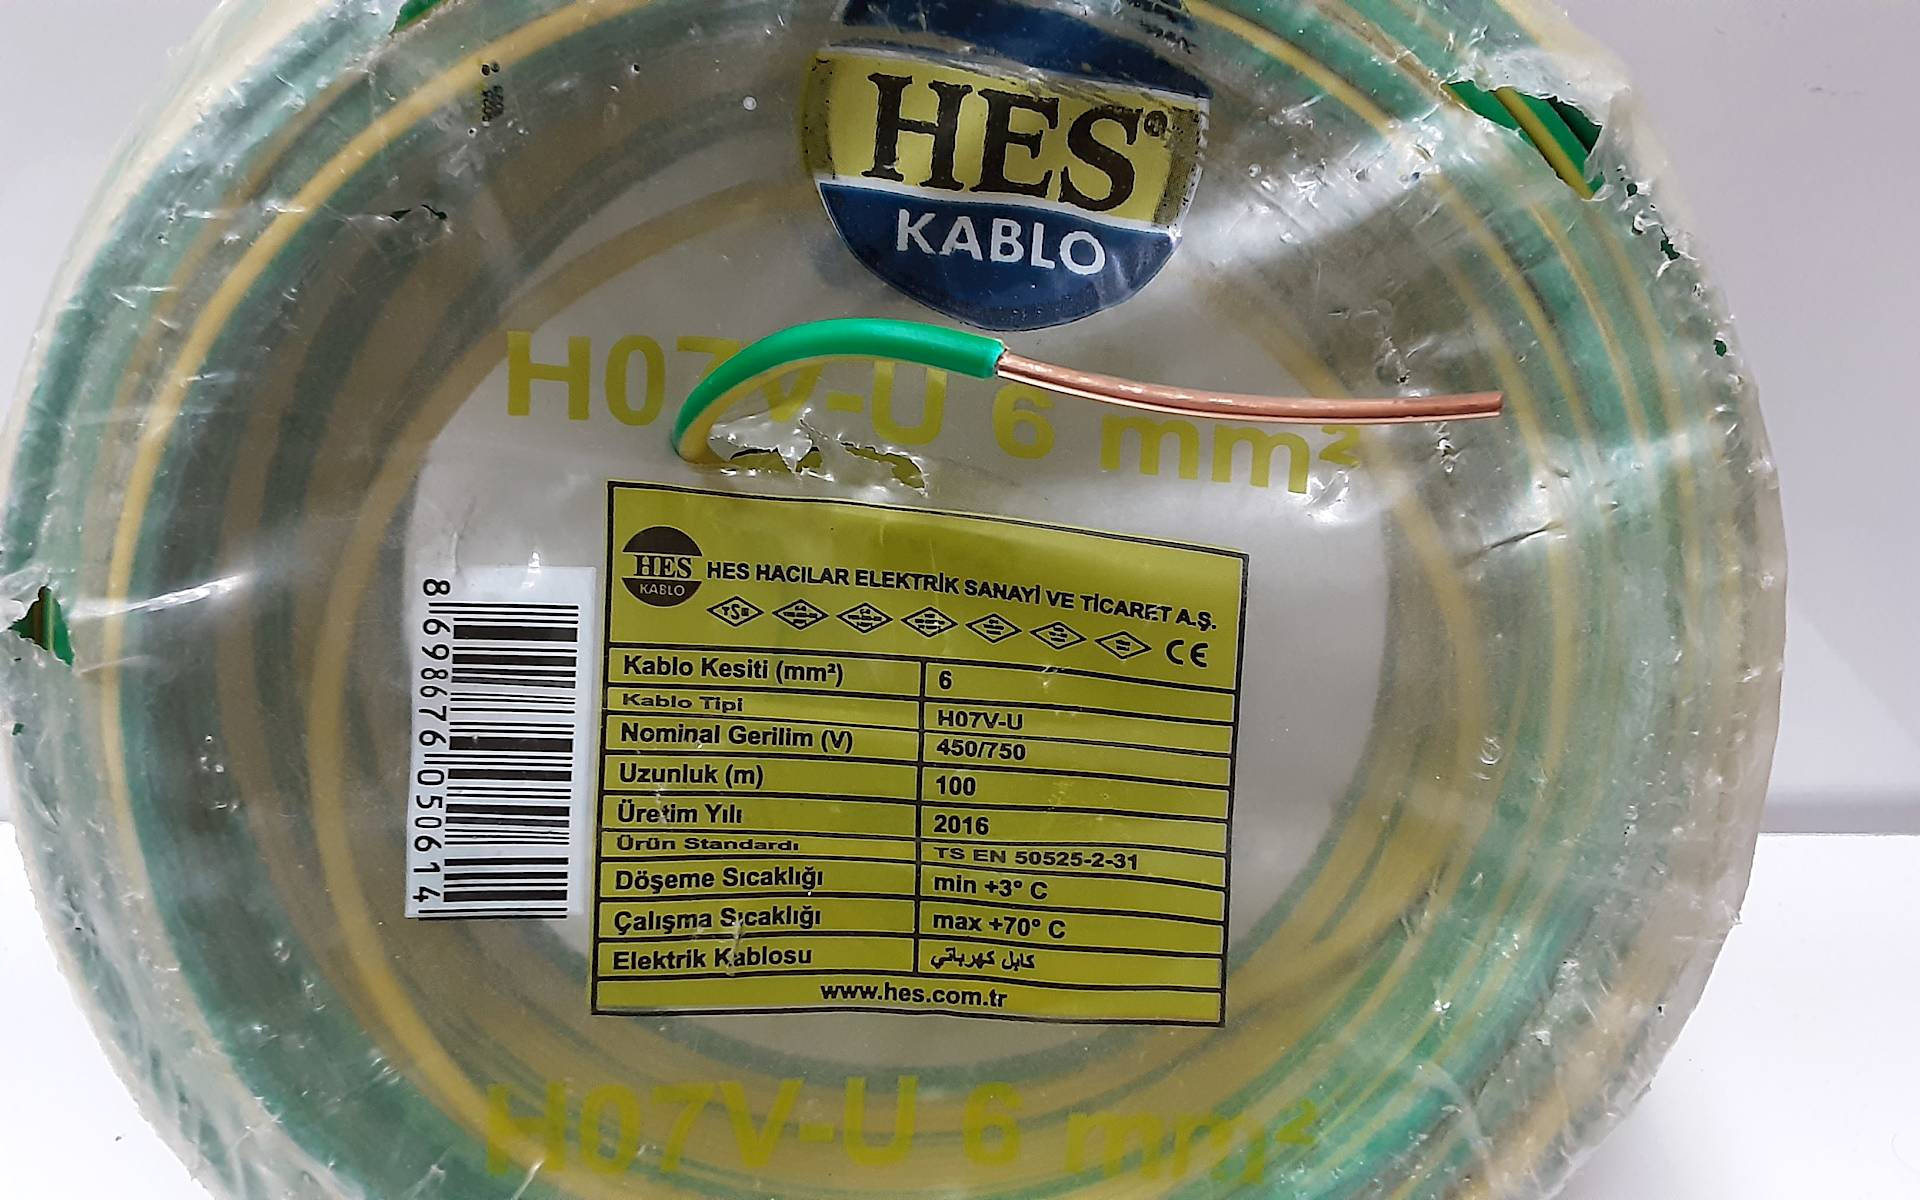 HES®
KABLO
H07V-U 6 mm²
HES
KABLO
HES HACILAR ELEKTRİK SANAYİ VE TİCARET A.Ş.
TSE
CE
Kablo Kesiti (mm²) 6
Kablo Tipi H07V-U
Nominal Gerilim (V) 450/750
Uzunluk (m) 100
Üretim Yılı 2016
Ürün Standardı TS EN 50525-2-31
Döşeme Sıcaklığı min +3° C
Çalışma Sıcaklığı max +70° C
Elektrik Kablosu كابل كهرباتي
www.hes.com.tr
8698676050614
H07V-U 6 mm²